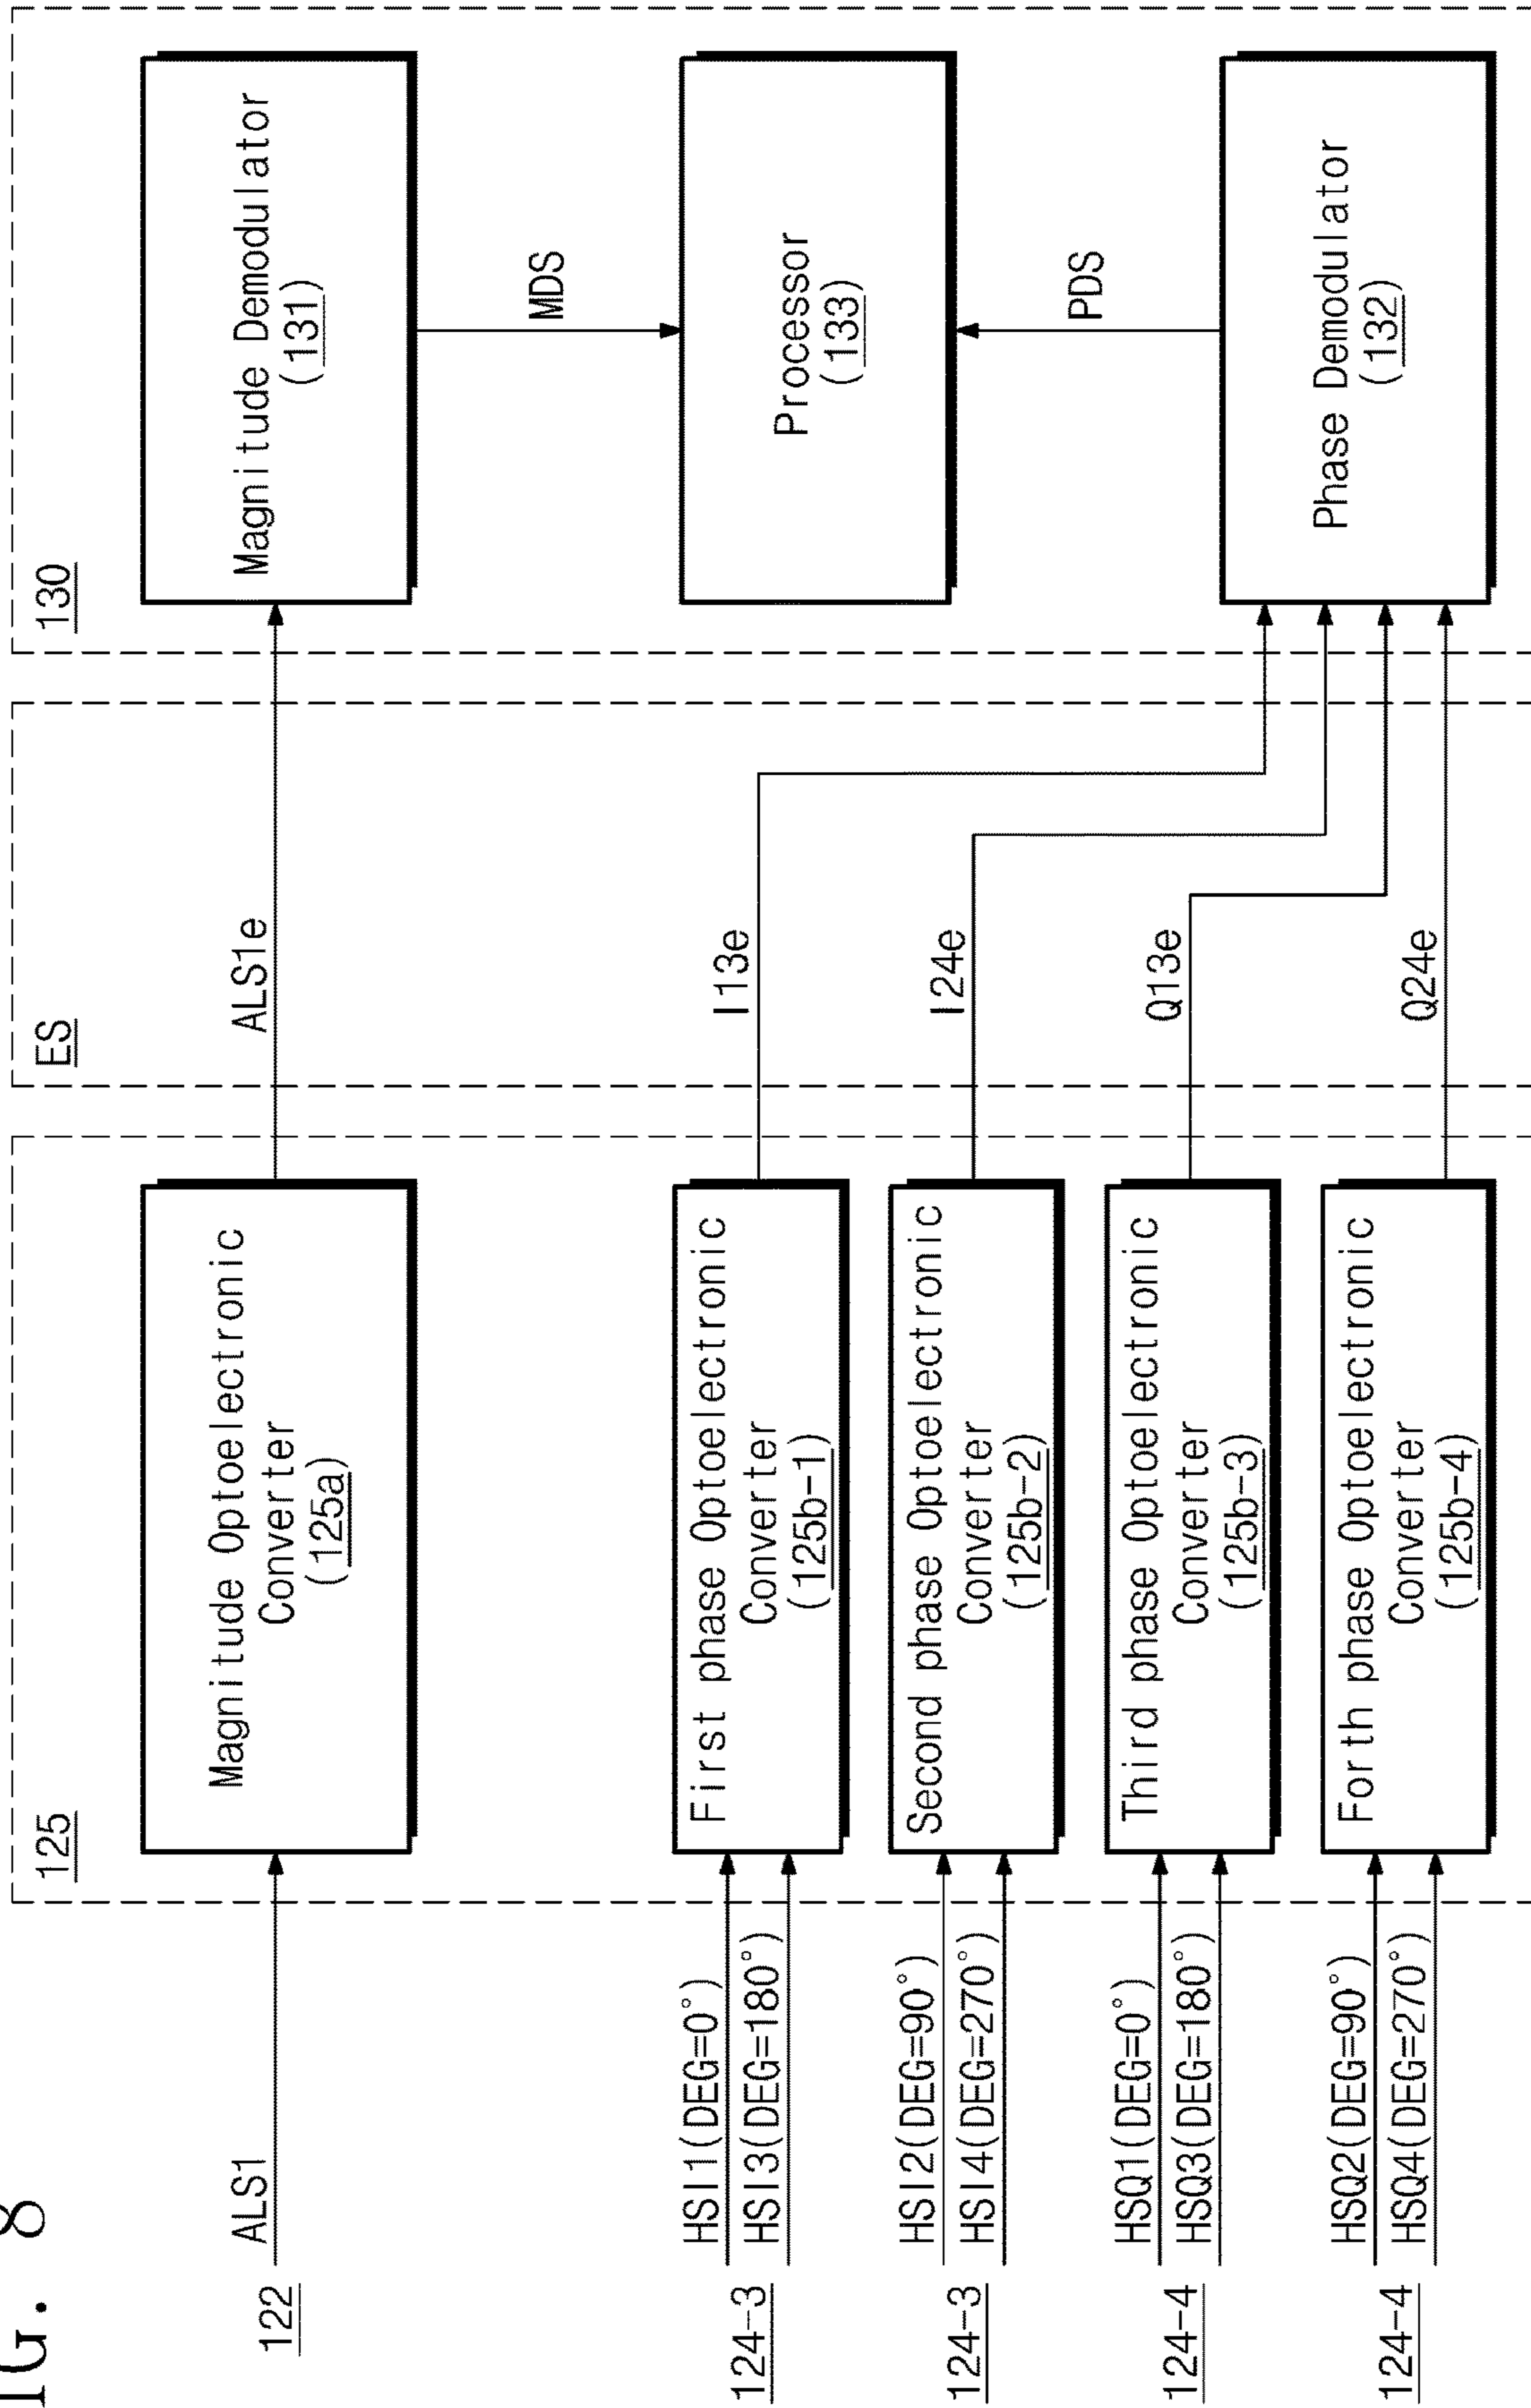 IG. 8
125
ES
130
122
ALS1
Magnitude Optoelectronic
Converter
(125a)
ALS1e
Magnitude Demodulator
(131)
MDS
Processor
(133)
PDS
Phase Demodulator
(132)
124-3
HSI1(DEG=0°)
HSI3(DEG=180°)
First phase Optoelectronic
Converter
(125b-1)
I13e
124-3
HSI2(DEG=90°)
HSI4(DEG=270°)
Second phase Optoelectronic
Converter
(125b-2)
I24e
124-4
HSQ1(DEG=0°)
HSQ3(DEG=180°)
Third phase Optoelectronic
Converter
(125b-3)
Q13e
124-4
HSQ2(DEG=90°)
HSQ4(DEG=270°)
Forth phase Optoelectronic
Converter
(125b-4)
Q24e